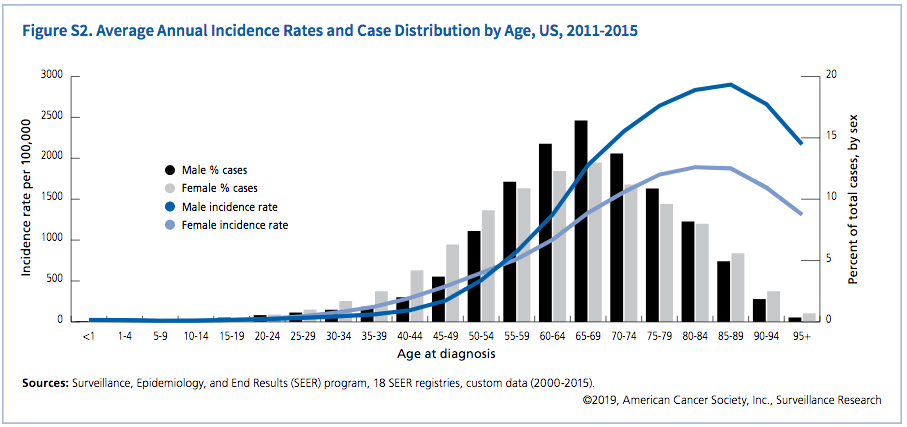 Figure S2. Average Annual Incidence Rates and Case Distribution by Age, US, 2011-2015
Incidence rate per 100,000
3000
2500
2000
1500
1000
500
0
Male % cases
Female % cases
Male incidence rate
Female incidence rate
20
15
10
5
0
Percent of total cases, by sex
<1 1-4 5-9 10-14 15-19 20-24 25-29 30-34 35-39 40-44 45-49 50-54 55-59 60-64 65-69 70-74 75-79 80-84 85-89 90-94 95+
Age at diagnosis
Sources: Surveillance, Epidemiology, and End Results (SEER) program, 18 SEER registries, custom data (2000-2015).
©2019, American Cancer Society, Inc., Surveillance Research